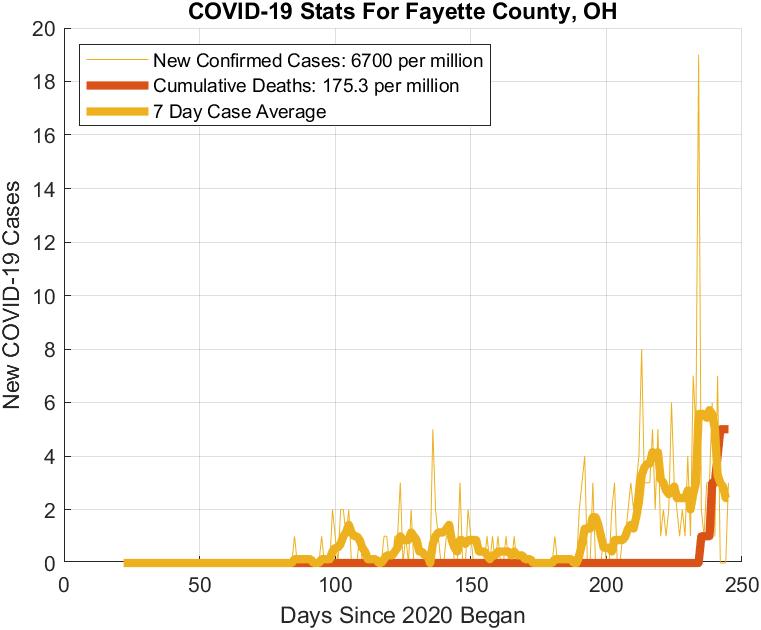 COVID-19 Stats For Fayette County, OH
New Confirmed Cases: 6700 per million
Cumulative Deaths: 175.3 per million
7 Day Case Average
New COVID-19 Cases
20
18
16
14
12
10
8
6
4
2
0
0 50 100 150 200 250
Days Since 2020 Began